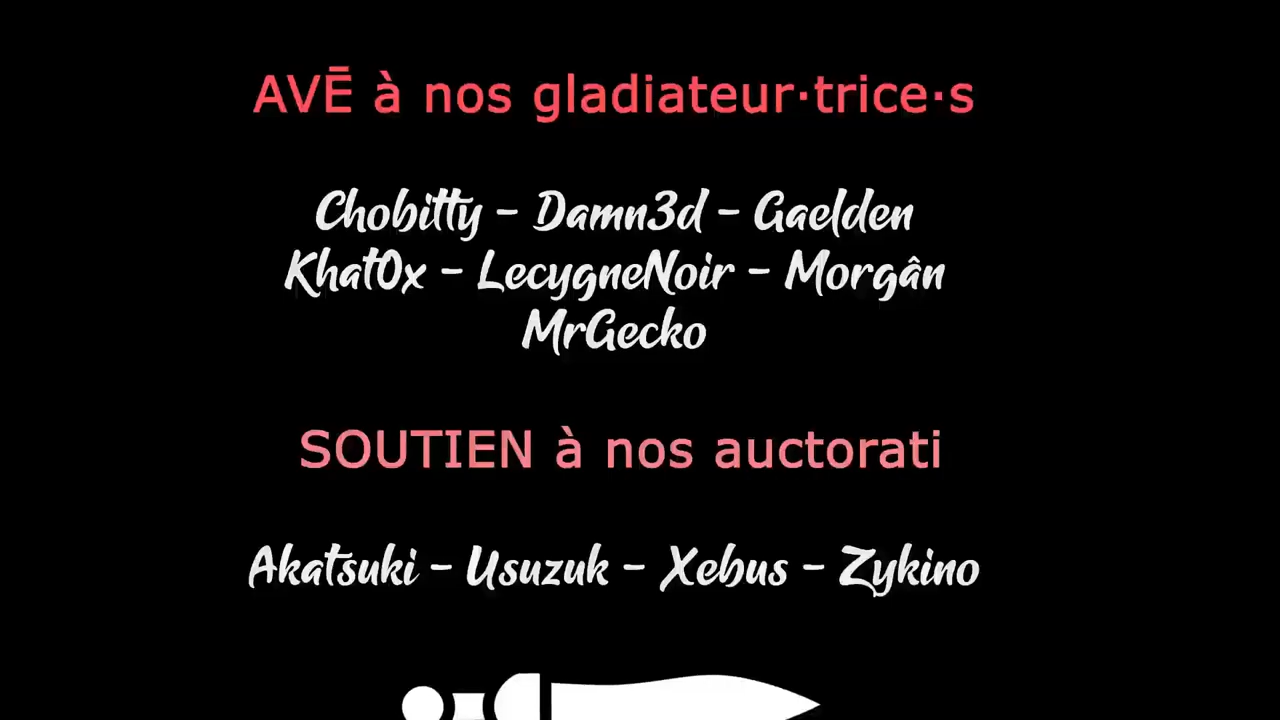 AVĒ à nos gladiateur·trice·s
Chobitty - Damn3d - Gaelden
Khat0x - LecygneNoir - Morgân
MrGecko
SOUTIEN à nos auctorati
Akatsuki - Usuzuk - Xebus - Zykino